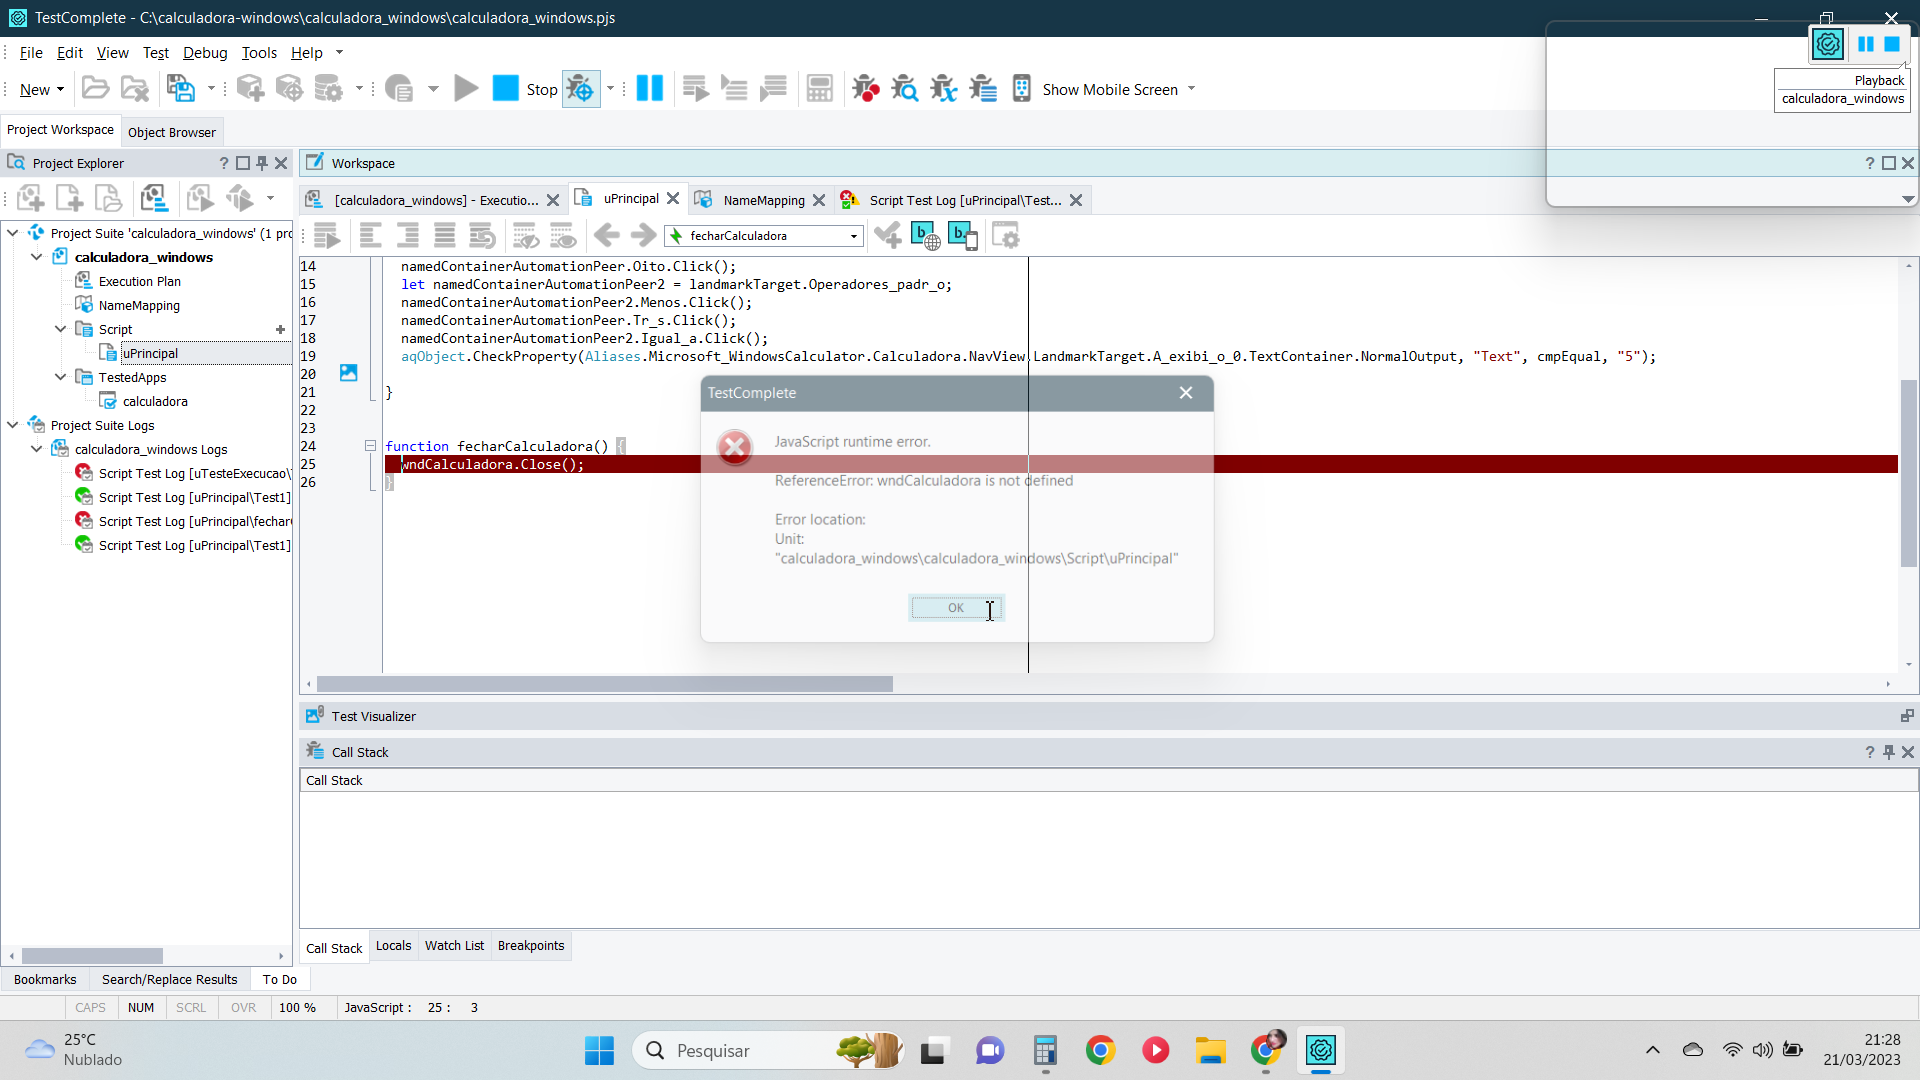 TestComplete - C:\calculadora-windows\calculadora_windows\calculadora_windows.pjs
File Edit View Test Debug Tools Help
New Stop Show Mobile Screen
Playback
calculadora_windows
Project Workspace Object Browser
Project Explorer
Workspace
[calculadora_windows] - Executio... uPrincipal NameMapping Script Test Log [uPrincipal\Test...
fecharCalculadora
Project Suite 'calculadora_windows' (1 prc
calculadora_windows
Execution Plan
NameMapping
Script
uPrincipal
TestedApps
calculadora
Project Suite Logs
calculadora_windows Logs
Script Test Log [uTesteExecucao\
Script Test Log [uPrincipal\Test1]
Script Test Log [uPrincipal\fechar
Script Test Log [uPrincipal\Test1]
14 namedContainerAutomationPeer.Oito.Click();
15 let namedContainerAutomationPeer2 = landmarkTarget.Operadores_padr_o;
16 namedContainerAutomationPeer2.Menos.Click();
17 namedContainerAutomationPeer.Tr_s.Click();
18 namedContainerAutomationPeer2.Igual_a.Click();
19 aqObject.CheckProperty(Aliases.Microsoft_WindowsCalculator.Calculadora.NavView.LandmarkTarget.A_exibi_o_0.TextContainer.NormalOutput, "Text", cmpEqual, "5");
20
21 }
22
23
24 function fecharCalculadora() {
25 wndCalculadora.Close();
26 }
TestComplete
JavaScript runtime error.
ReferenceError: wndCalculadora is not defined
Error location:
Unit:
"calculadora_windows\calculadora_windows\Script\uPrincipal"
OK
Test Visualizer
Call Stack
Call Stack
Call Stack Locals Watch List Breakpoints
Bookmarks Search/Replace Results To Do
CAPS NUM SCRL OVR 100 % JavaScript : 25 : 3
25°C
Nublado
Pesquisar
21:28
21/03/2023